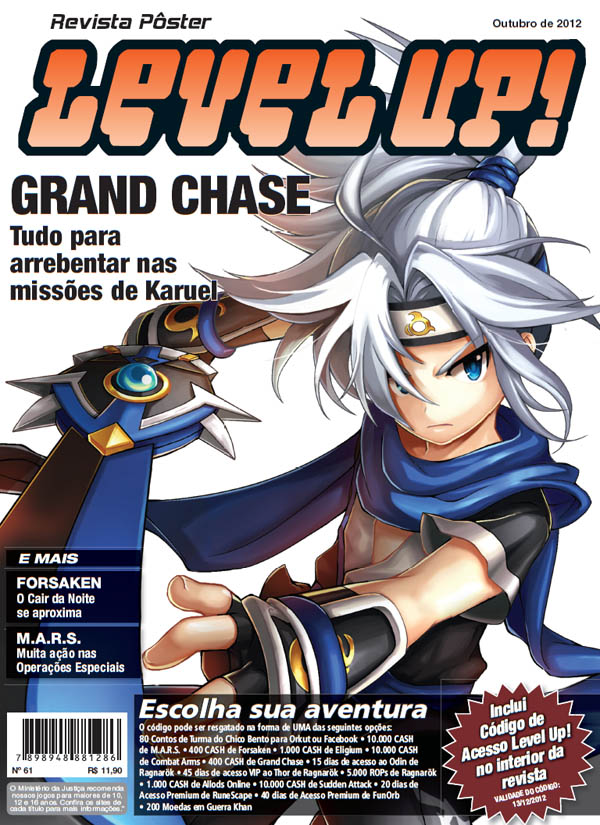 Revista Pôster
Outubro de 2012
LEVEL UP!
GRAND CHASE
Tudo para
arrebentar nas
missões de Karuel
E MAIS
FORSAKEN
O Cair da Noite
se aproxima
M.A.R.S.
Muita ação nas
Operações Especiais
7 898948 881286
Nº 61
R$ 11,90
O Ministério da Justiça recomenda
nossos jogos para maiores de 10,
12 e 16 anos. Confira os sites de
cada título para mais informações."
Escolha sua aventura
O código pode ser resgatado na forma de UMA das seguintes opções:
80 Contos de Turma do Chico Bento para Orkut ou Facebook • 10.000 CASH
de M.A.R.S. • 400 CASH de Forsaken • 1.000 CASH de Eligium • 10.000 CASH
de Combat Arms • 400 CASH de Grand Chase • 15 dias de acesso ao Odin de
Ragnarök • 45 dias de acesso VIP ao Thor de Ragnarök • 5.000 ROPs de Ragnarök
• 1.000 CASH de Allods Online • 10.000 CASH de Sudden Attack • 20 dias de
Acesso Premium de RuneScape • 40 dias de Acesso Premium de FunOrb
• 200 Moedas em Guerra Khan
Inclui
Código de
Acesso Level Up!
no interior da
revista
VALIDADE DO CÓDIGO:
13/12/2012